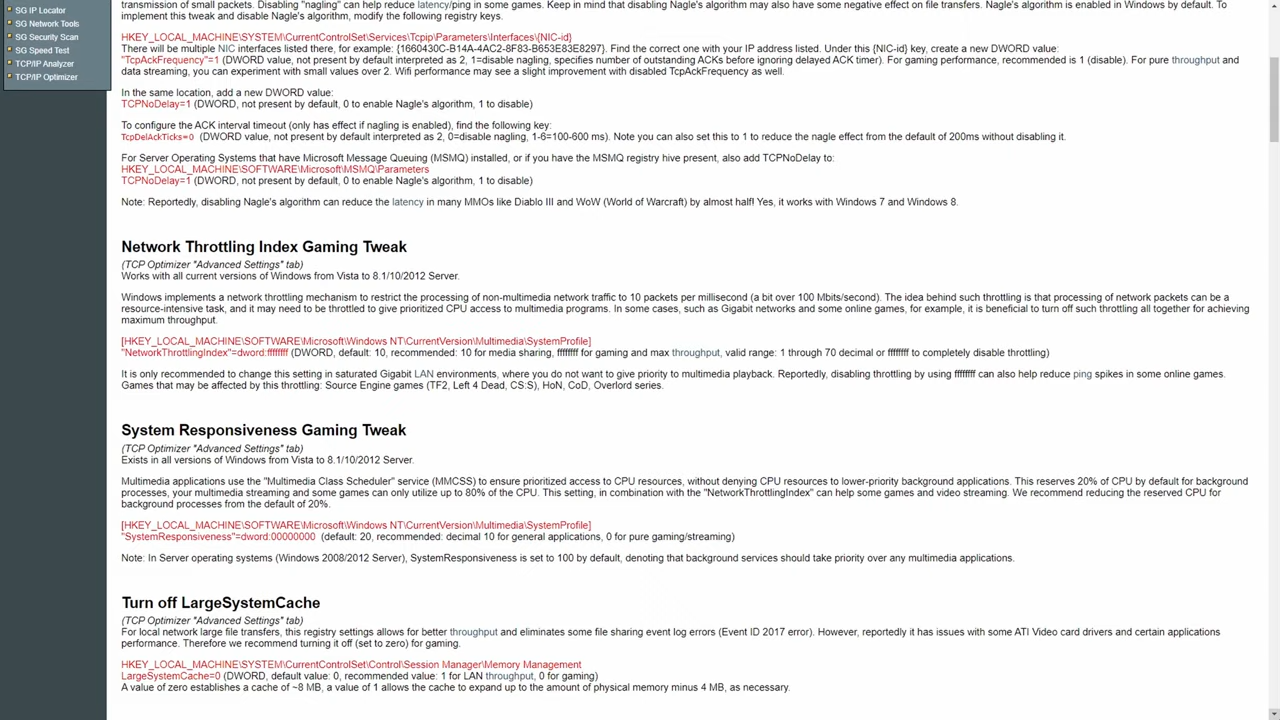 SG IP Locator
SG Network Tools
SG Security Scan
SG Speed Test
TCP/IP Analyzer
TCP/IP Optimizer
transmission of small packets. Disabling "nagling" can help reduce latency/ping in some games. Keep in mind that disabling Nagle's algorithm may also have some negative effect on file transfers. Nagle's algorithm is enabled in Windows by default. To
implement this tweak and disable Nagle's algorithm, modify the following registry keys.
HKEY_LOCAL_MACHINE\SYSTEM\CurrentControlSet\Services\Tcpip\Parameters\Interfaces\{NIC-id}
There will be multiple NIC interfaces listed there, for example: {1660430C-B14A-4AC2-8F83-B653E83E8297}. Find the correct one with your IP address listed. Under this {NIC-id} key, create a new DWORD value:
"TcpAckFrequency"=1 (DWORD value, not present by default interpreted as 2, 1=disable nagling, specifies number of outstanding ACKs before ignoring delayed ACK timer). For gaming performance, recommended is 1 (disable). For pure throughput and
data streaming, you can experiment with small values over 2. Wifi performance may see a slight improvement with disabled TcpAckFrequency as well.
In the same location, add a new DWORD value:
TCPNoDelay=1 (DWORD, not present by default, 0 to enable Nagle's algorithm, 1 to disable)
To configure the ACK interval timeout (only has effect if nagling is enabled), find the following key:
TcpDelAckTicks=0 (DWORD value, not present by default interpreted as 2, 0=disable nagling, 1-6=100-600 ms). Note you can also set this to 1 to reduce the nagle effect from the default of 200ms without disabling it.
For Server Operating Systems that have Microsoft Message Queuing (MSMQ) installed, or if you have the MSMQ registry hive present, also add TCPNoDelay to:
HKEY_LOCAL_MACHINE\SOFTWARE\Microsoft\MSMQ\Parameters
TCPNoDelay=1 (DWORD, not present by default, 0 to enable Nagle's algorithm, 1 to disable)
Note: Reportedly, disabling Nagle's algorithm can reduce the latency in many MMOs like Diablo III and WoW (World of Warcraft) by almost half! Yes, it works with Windows 7 and Windows 8.
Network Throttling Index Gaming Tweak
(TCP Optimizer "Advanced Settings" tab)
Works with all current versions of Windows from Vista to 8.1/10/2012 Server.
Windows implements a network throttling mechanism to restrict the processing of non-multimedia network traffic to 10 packets per millisecond (a bit over 100 Mbits/second). The idea behind such throttling is that processing of network packets can be a
resource-intensive task, and it may need to be throttled to give prioritized CPU access to multimedia programs. In some cases, such as Gigabit networks and some online games, for example, it is beneficial to turn off such throttling all together for achieving
maximum throughput.
[HKEY_LOCAL_MACHINE\SOFTWARE\Microsoft\Windows NT\CurrentVersion\Multimedia\SystemProfile]
"NetworkThrottlingIndex"=dword:ffffffff (DWORD, default: 10, recommended: 10 for media sharing, ffffffff for gaming and max throughput, valid range: 1 through 70 decimal or ffffffff to completely disable throttling)
It is only recommended to change this setting in saturated Gigabit LAN environments, where you do not want to give priority to multimedia playback. Reportedly, disabling throttling by using ffffffff can also help reduce ping spikes in some online games.
Games that may be affected by this throttling: Source Engine games (TF2, Left 4 Dead, CS:S), HoN, CoD, Overlord series.
System Responsiveness Gaming Tweak
(TCP Optimizer "Advanced Settings" tab)
Exists in all versions of Windows from Vista to 8.1/10/2012 Server.
Multimedia applications use the "Multimedia Class Scheduler" service (MMCSS) to ensure prioritized access to CPU resources, without denying CPU resources to lower-priority background applications. This reserves 20% of CPU by default for background
processes, your multimedia streaming and some games can only utilize up to 80% of the CPU. This setting, in combination with the "NetworkThrottlingIndex" can help some games and video streaming. We recommend reducing the reserved CPU for
background processes from the default of 20%.
[HKEY_LOCAL_MACHINE\SOFTWARE\Microsoft\Windows NT\CurrentVersion\Multimedia\SystemProfile]
"SystemResponsiveness"=dword:00000000 (default: 20, recommended: decimal 10 for general applications, 0 for pure gaming/streaming)
Note: In Server operating systems (Windows 2008/2012 Server), SystemResponsiveness is set to 100 by default, denoting that background services should take priority over any multimedia applications.
Turn off LargeSystemCache
(TCP Optimizer "Advanced Settings" tab)
For local network large file transfers, this registry settings allows for better throughput and eliminates some file sharing event log errors (Event ID 2017 error). However, reportedly it has issues with some ATI Video card drivers and certain applications
performance. Therefore we recommend turning it off (set to zero) for gaming.
HKEY_LOCAL_MACHINE\SYSTEM\CurrentControlSet\Control\Session Manager\Memory Management
LargeSystemCache=0 (DWORD, default value: 0, recommended value: 1 for LAN throughput, 0 for gaming)
A value of zero establishes a cache of ~8 MB, a value of 1 allows the cache to expand up to the amount of physical memory minus 4 MB, as necessary.